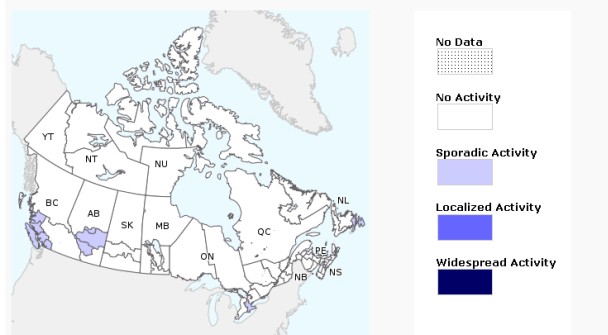 No Data
No Activity
YT
NT
NU
Sporadic Activity
BC
AB
SK
MB
NL
Localized Activity
QC
ON
PE
NB
NS
Widespread Activity